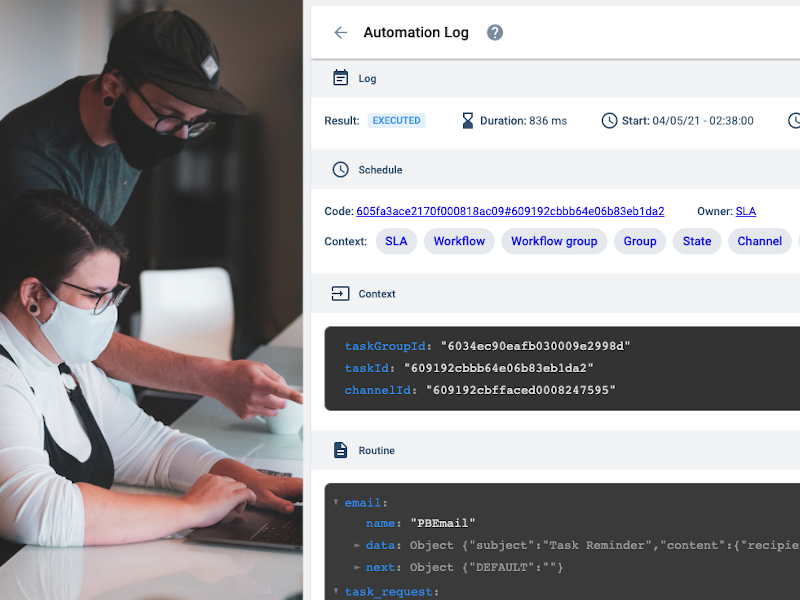 Automation Log ?
Log
Result: EXECUTED Duration: 836 ms Start: 04/05/21 - 02:38:00
Schedule
Code: 605fa3ace2170f000818ac09#609192cbbb64e06b83eb1da2 Owner: SLA
Context: SLA Workflow Workflow group Group State Channel
Context
taskGroupId: "6034ec90eafb030009e2998d"
taskId: "609192cbbb64e06b83eb1da2"
channelId: "609192cbffaced0008247595"
Routine
email:
name: "PBEmail"
data: Object {"subject":"Task Reminder","content":{"recipie
next: Object {"DEFAULT":""}
task_request: